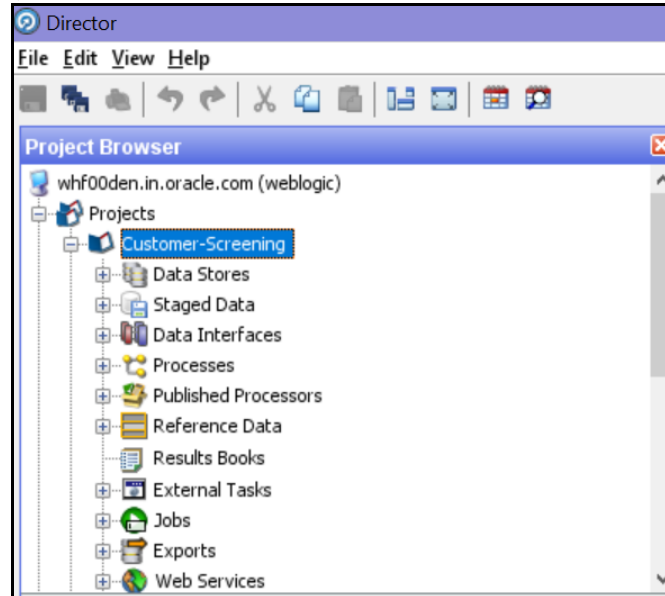 Director
File Edit View Help
Project Browser
whf00den.in.oracle.com (weblogic)
Projects
Customer-Screening
Data Stores
Staged Data
Data Interfaces
Processes
Published Processors
Reference Data
Results Books
External Tasks
Jobs
Exports
Web Services